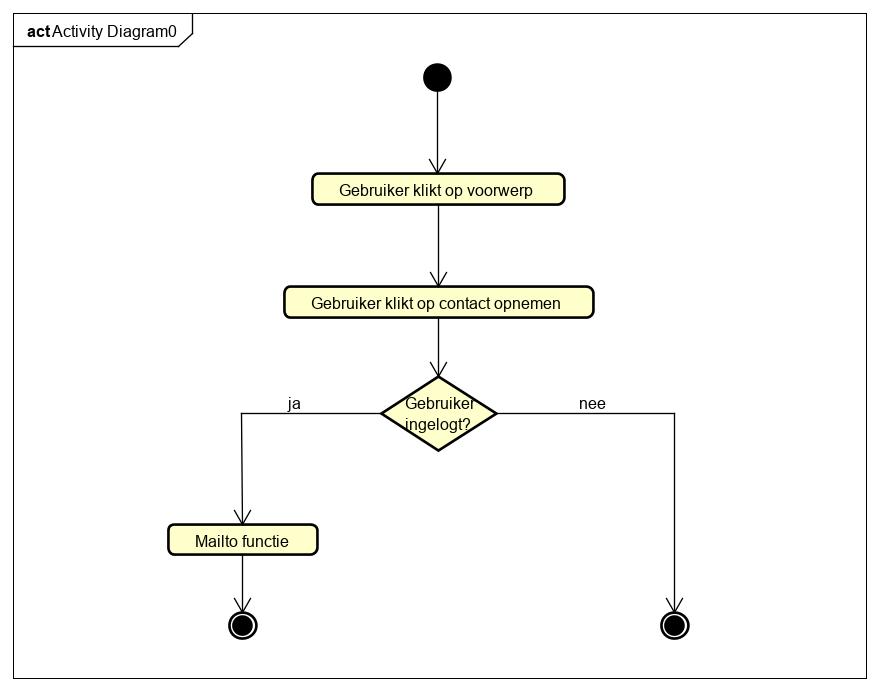 act Activity Diagram0
Gebruiker klikt op voorwerp
Gebruiker klikt op contact opnemen
Gebruiker
ingelogt?
ja
nee
Mailto functie